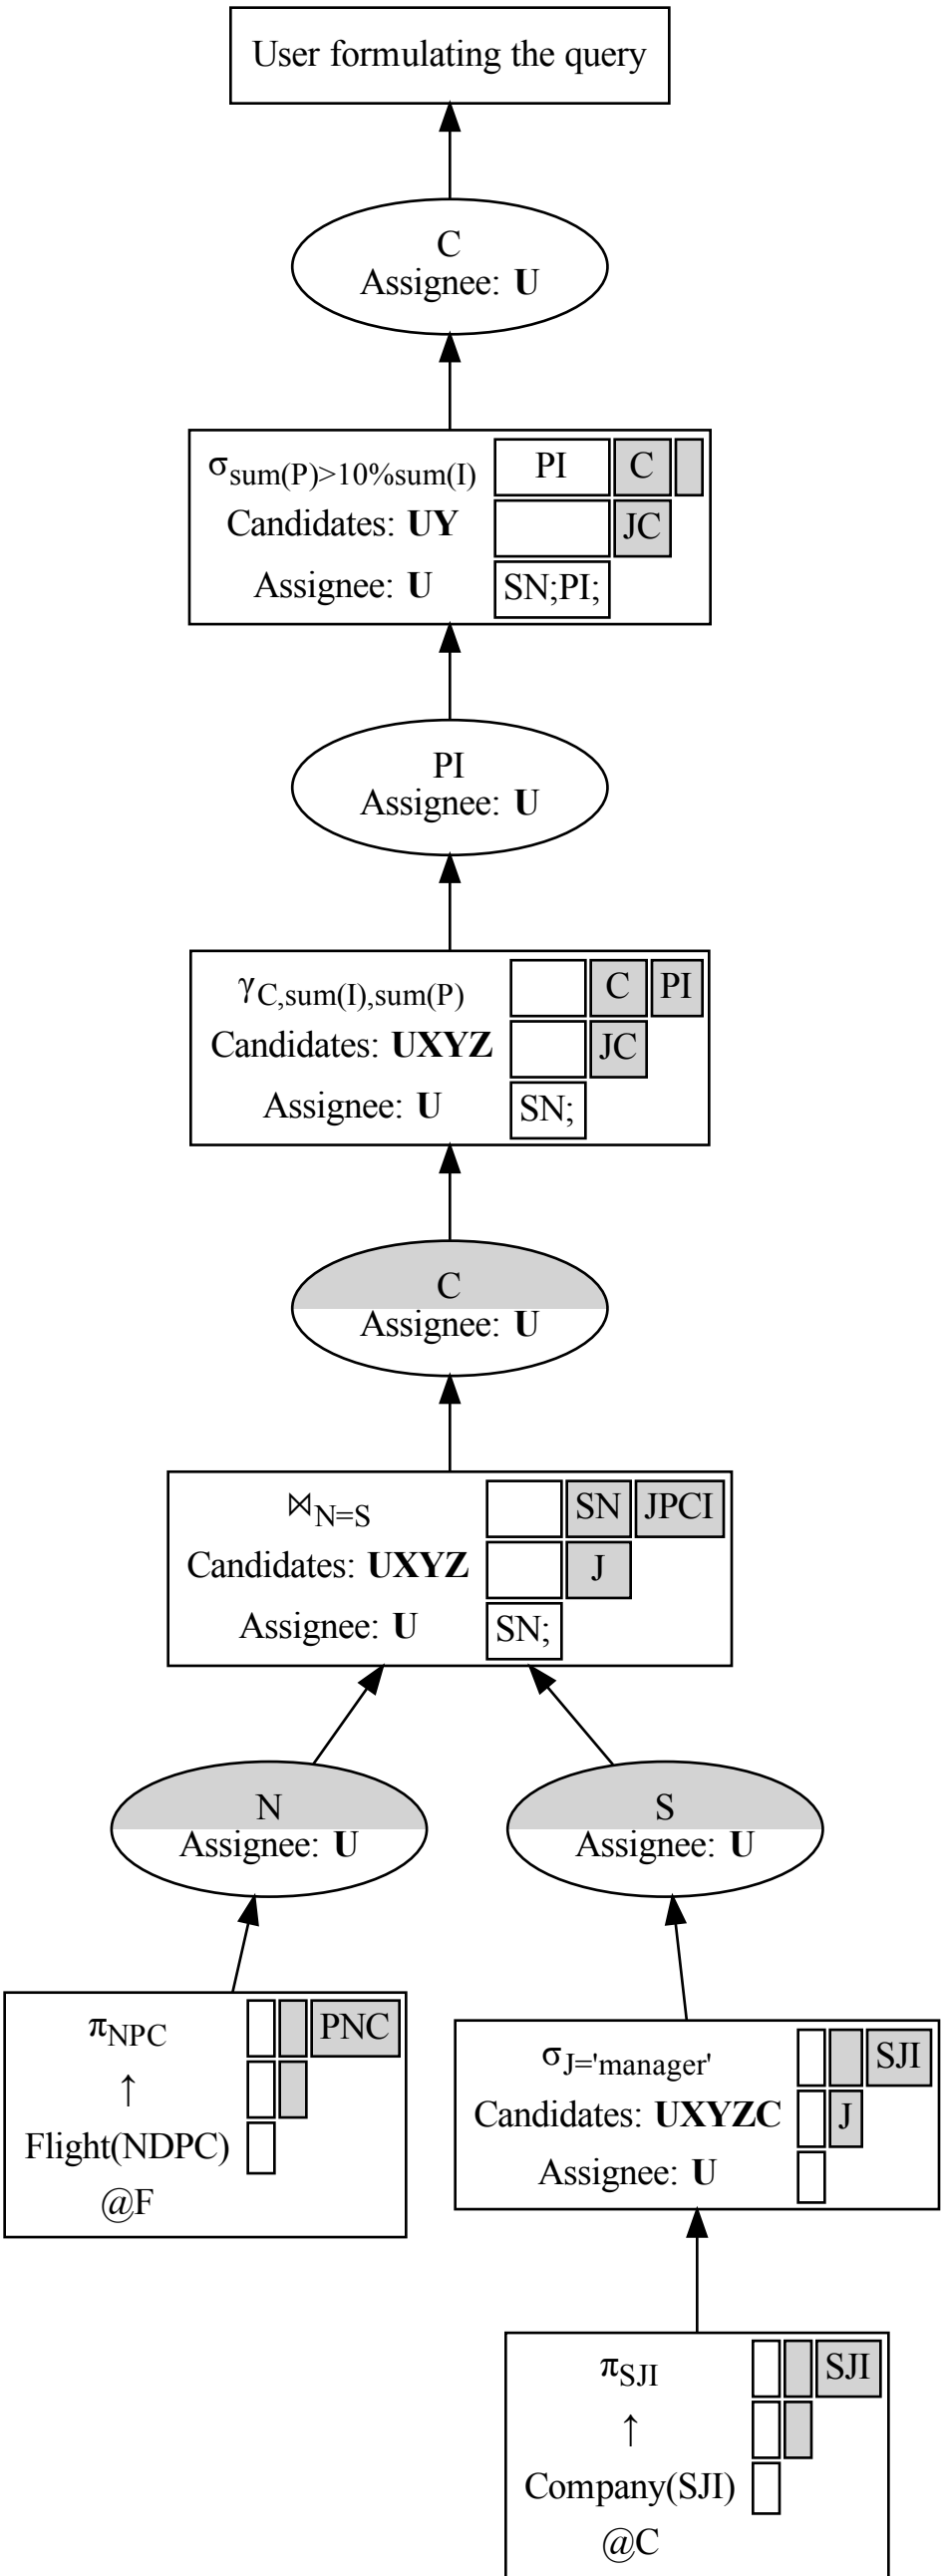 User formulating the query
C
Assignee: U
σsum(P)>10%sum(I) PI C
Candidates: UY JC
Assignee: U SN;PI;
PI
Assignee: U
γC,sum(I),sum(P) C PI
Candidates: UXYZ JC
Assignee: U SN;
C
Assignee: U
⋈N=S SN JPCI
Candidates: UXYZ J
Assignee: U SN;
N
Assignee: U
S
Assignee: U
πNPC PNC
↑
Flight(NDPC)
@F
σJ='manager' SJI
Candidates: UXYZC J
Assignee: U
πSJI SJI
↑
Company(SJI)
@C